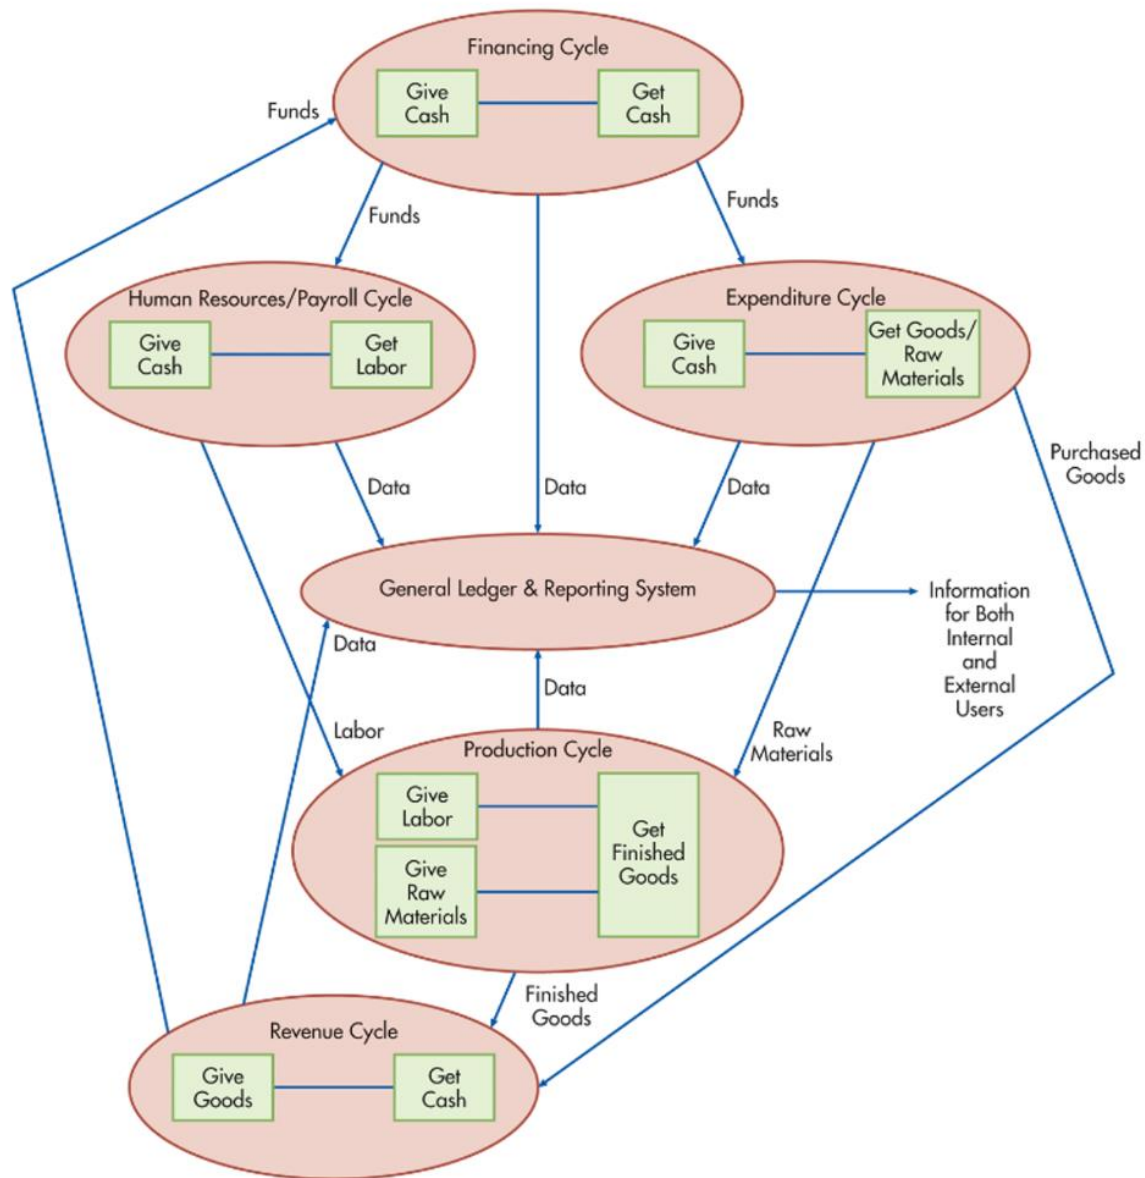 Financing Cycle
Give
Cash
Get
Cash
Funds
Funds
Funds
Human Resources/Payroll Cycle
Give
Cash
Get
Labor
Expenditure Cycle
Give
Cash
Get Goods/
Raw
Materials
Purchased
Goods
Data
Data
Data
General Ledger & Reporting System
Information
for Both
Internal
and
External
Users
Data
Data
Labor
Raw
Materials
Production Cycle
Give
Labor
Give
Raw
Materials
Get
Finished
Goods
Finished
Goods
Revenue Cycle
Give
Goods
Get
Cash